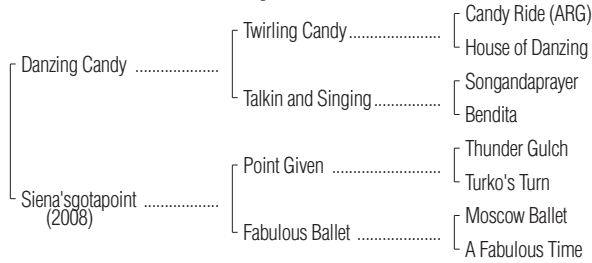 Candy Ride (ARG)
Twirling Candy....................
House of Danzing
Danzing Candy ...................
Songandaprayer
Talkin and Singing...............
Bendita
Thunder Gulch
Point Given ........................
Turko's Turn
Siena'sgotapoint .................
(2008)
Moscow Ballet
Fabulous Ballet ..................
A Fabulous Time